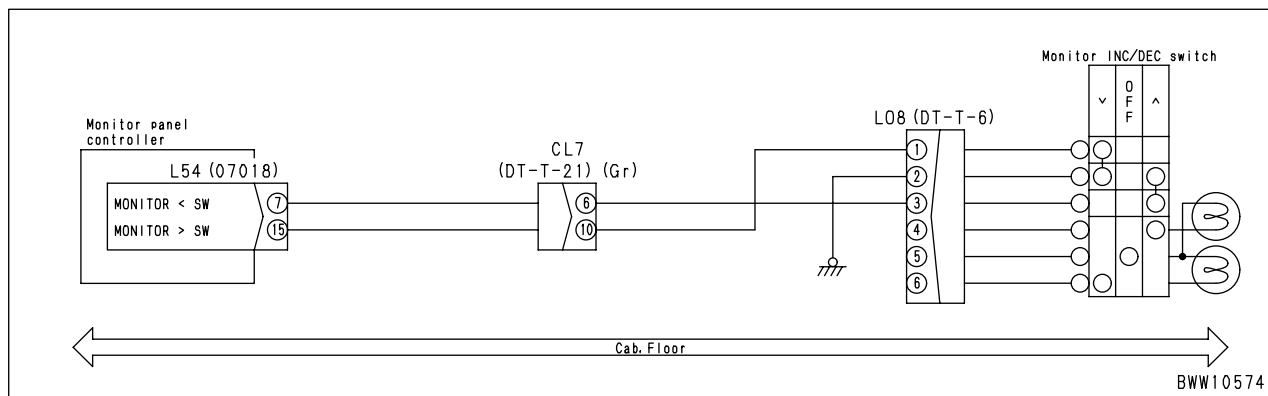 Monitor INC/DEC switch
∨ OFF ∧
Monitor panel
controller
L54 (07018)
MONITOR < SW 7
MONITOR > SW 15
CL7
(DT-T-21) (Gr)
6
10
L08 (DT-T-6)
1
2
3
4
5
6
Cab. Floor
BWW10574